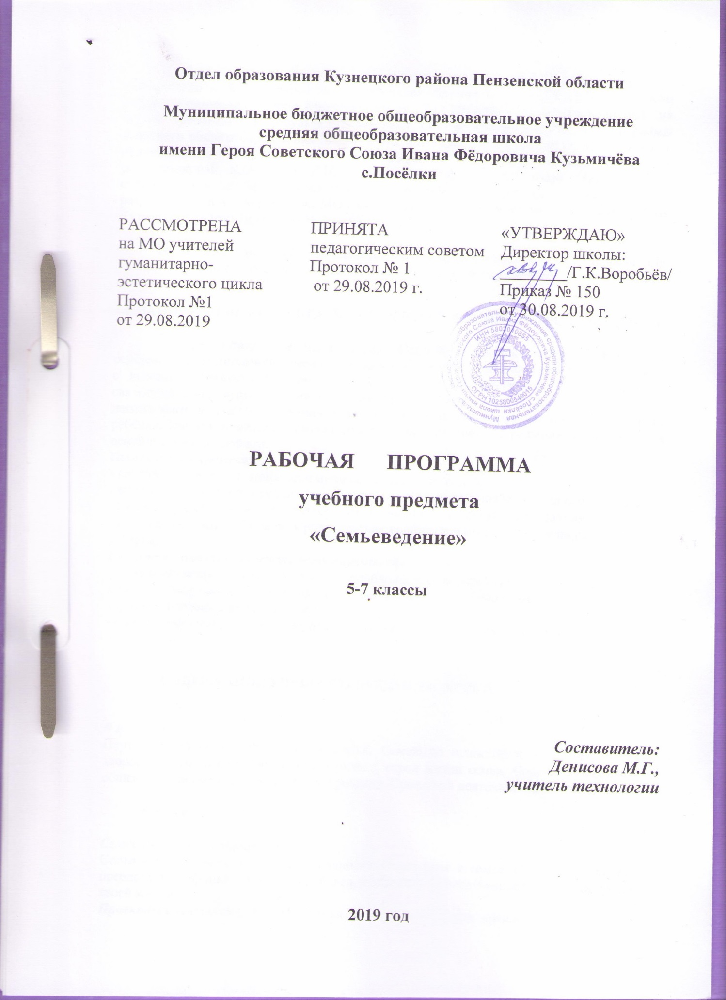 Отдел образования Кузнецкого района Пензенской области
Муниципальное бюджетное общеобразовательное учреждение
средняя общеобразовательная школа
имени Героя Советского Союза Ивана Фёдоровича Кузьмичёва
с.Посёлки
РАССМОТРЕНА
на МО учителей
гуманитарно-
эстетического цикла
Протокол №1
от 29.08.2019
ПРИНЯТА
педагогическим советом
Протокол № 1
от 29.08.2019 г.
«УТВЕРЖДАЮ»
Директор школы:
/Г.К.Воробьёв/
Приказ № 150
от 30.08.2019 г.
образовательное учреждение средняя общеобразовательная
школа имени Героя Советского Союза Ивана Фёдоровича Кузьмичева с.Посёлки
ИНН 5803010855
ОГРН 1025800549015
РАБОЧАЯ ПРОГРАММА
учебного предмета
«Семьеведение»
5-7 классы
Составитель:
Денисова М.Г.,
учитель технологии
2019 год